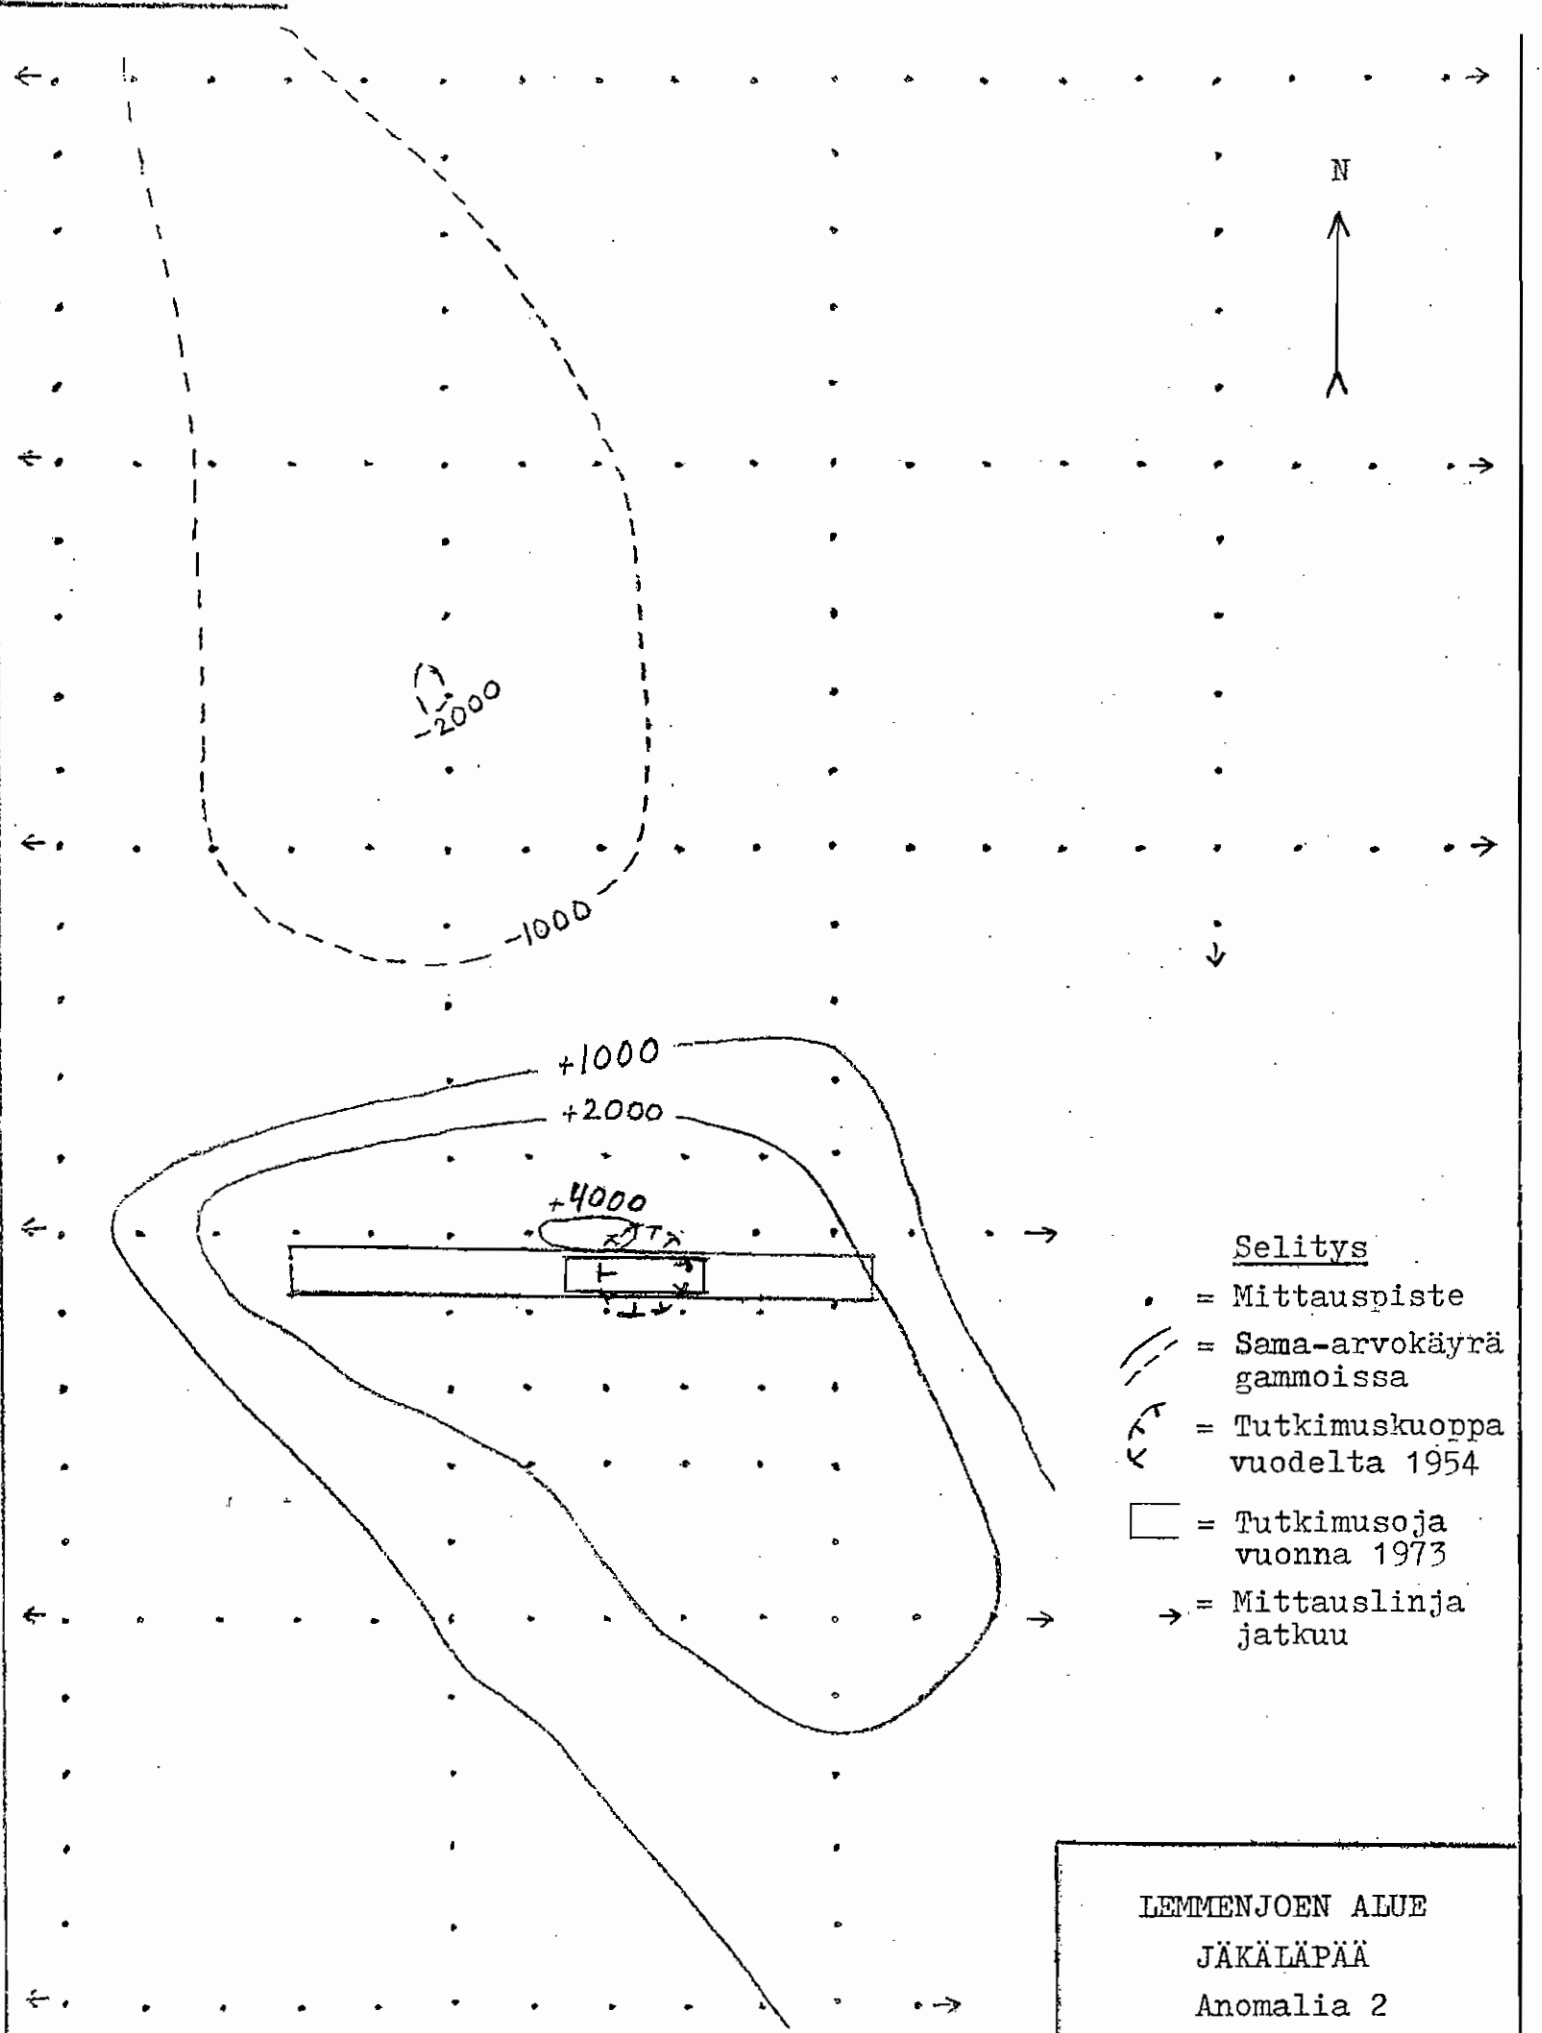 N
-2000
-1000
+1000
+2000
+4000
Selitys
. = Mittauspiste
= Sama-arvokäyrä
gammoissa
= Tutkimuskuoppa
vuodelta 1954
= Tutkimusoja
vuonna 1973
→ = Mittauslinja
jatkuu
LEMMENJOEN ALUE
JÄKÄLÄPÄÄ
Anomalia 2